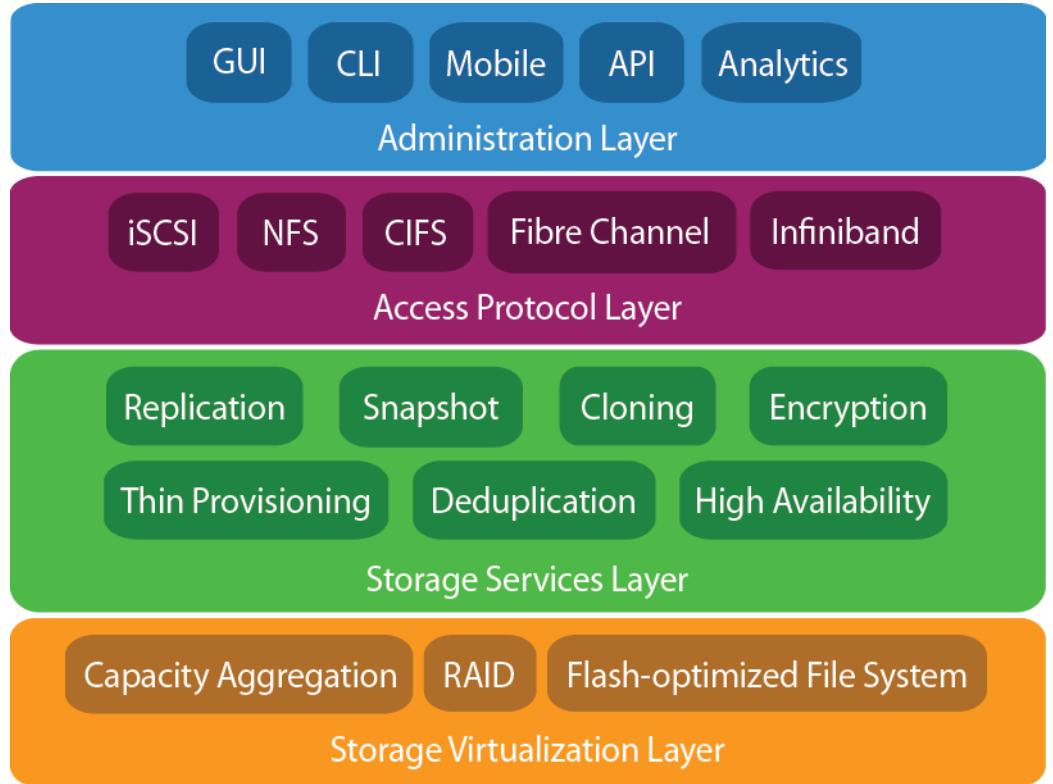 GUI CLI Mobile API Analytics
Administration Layer
iSCSI NFS CIFS Fibre Channel Infiniband
Access Protocol Layer
Replication Snapshot Cloning Encryption
Thin Provisioning Deduplication High Availability
Storage Services Layer
Capacity Aggregation RAID Flash-optimized File System
Storage Virtualization Layer